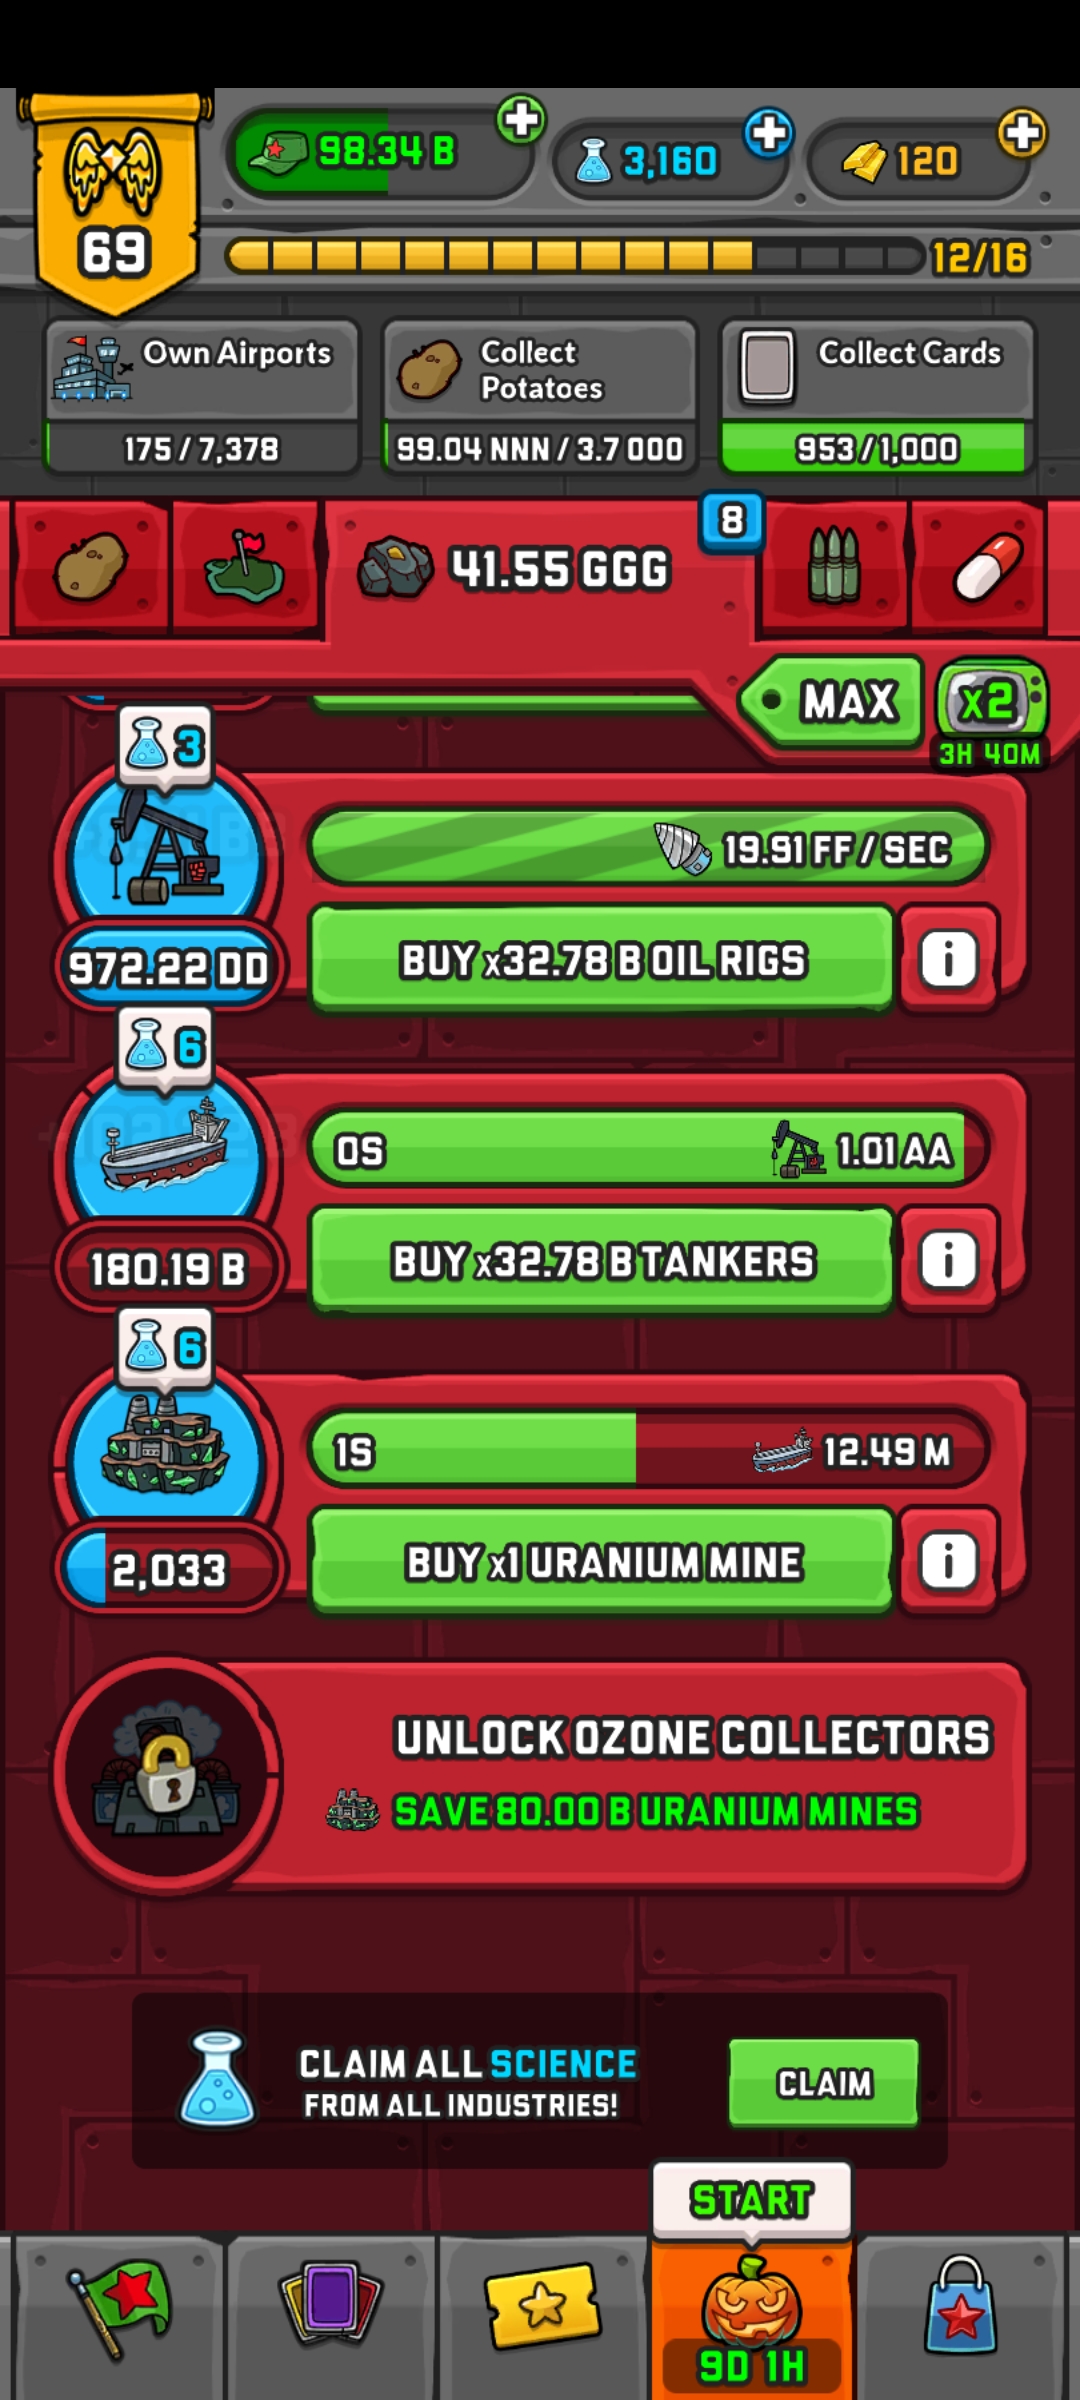 69
98.34 B
3,160
120
12/16
Own Airports
175 / 7,378
Collect
Potatoes
99.04 NNN / 3.7 OOO
Collect Cards
953 / 1,000
41.55 GGG
8
MAX
x2
3H 40M
3
19.91 FF / SEC
972.22 DD
BUY x32.78 B OIL RIGS
i
6
0S
1.01 AA
180.19 B
BUY x32.78 B TANKERS
i
6
1S
12.49 M
2,033
BUY x1 URANIUM MINE
i
UNLOCK OZONE COLLECTORS
SAVE 80.00 B URANIUM MINES
CLAIM ALL SCIENCE
FROM ALL INDUSTRIES!
CLAIM
START
9D 1H